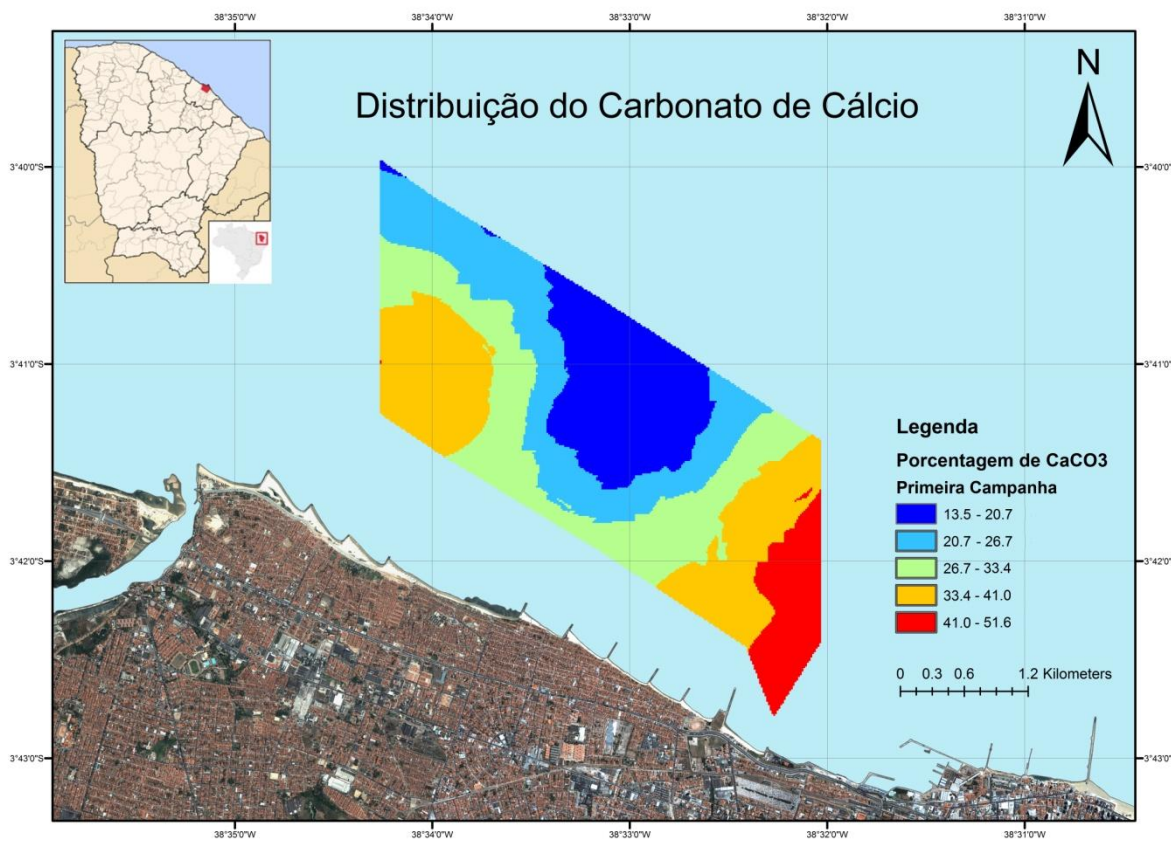 38°35'0"W 38°34'0"W 38°33'0"W 38°32'0"W 38°31'0"W
N
Distribuição do Carbonato de Cálcio
3°40'0"S 3°40'0"S
3°41'0"S 3°41'0"S
Legenda
Porcentagem de CaCO3
Primeira Campanha
13.5 - 20.7
20.7 - 26.7
26.7 - 33.4
33.4 - 41.0
41.0 - 51.6
3°42'0"S 3°42'0"S
0 0.3 0.6 1.2 Kilometers
3°43'0"S 3°43'0"S
38°35'0"W 38°34'0"W 38°33'0"W 38°32'0"W 38°31'0"W